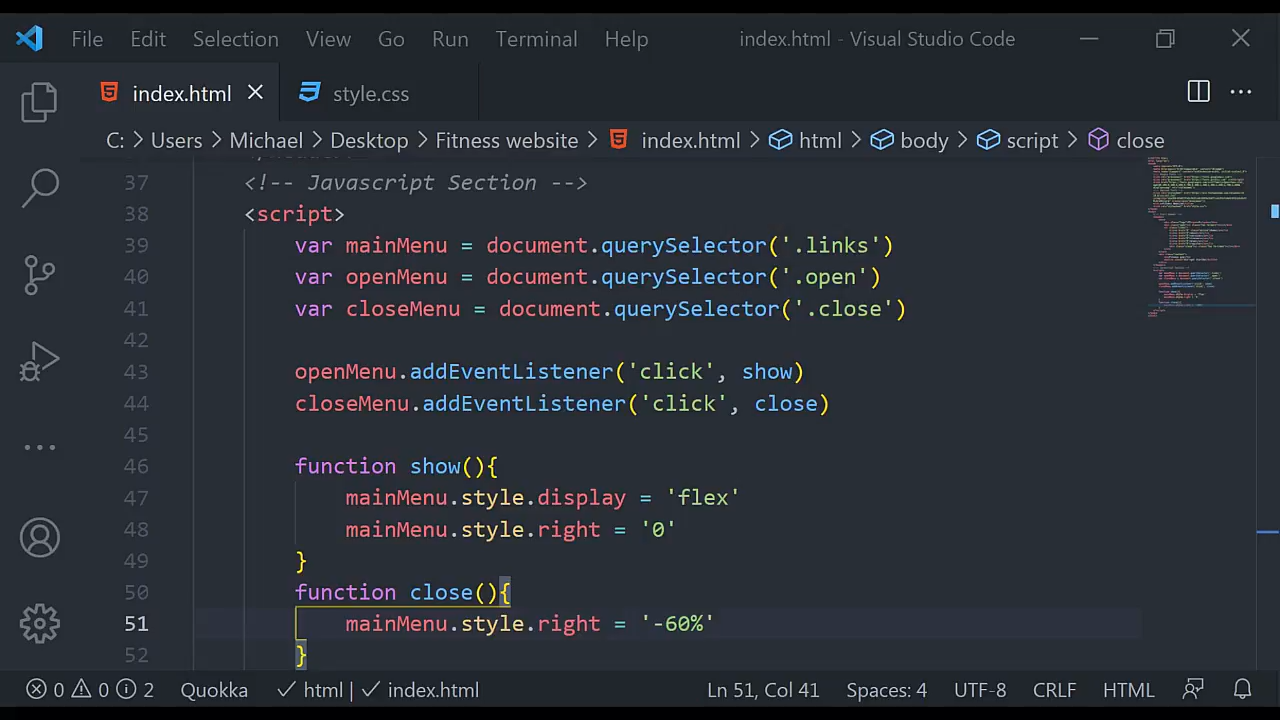 File Edit Selection View Go Run Terminal Help index.html - Visual Studio Code
index.html style.css
C: > Users > Michael > Desktop > Fitness website > index.html > html > body > script > close
37 <!-- Javascript Section -->
38 <script>
39 var mainMenu = document.querySelector('.links')
40 var openMenu = document.querySelector('.open')
41 var closeMenu = document.querySelector('.close')
42
43 openMenu.addEventListener('click', show)
44 closeMenu.addEventListener('click', close)
45
46 function show(){
47 mainMenu.style.display = 'flex'
48 mainMenu.style.right = '0'
49 }
50 function close(){
51 mainMenu.style.right = '-60%'
52 }
0 0 2 Quokka html | index.html Ln 51, Col 41 Spaces: 4 UTF-8 CRLF HTML